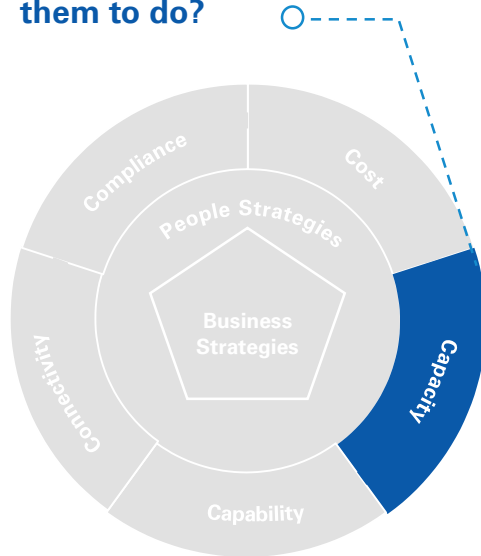 them to do?
Compliance
Cost
People Strategies
Business
Strategies
Capacity
Connectivity
Capability